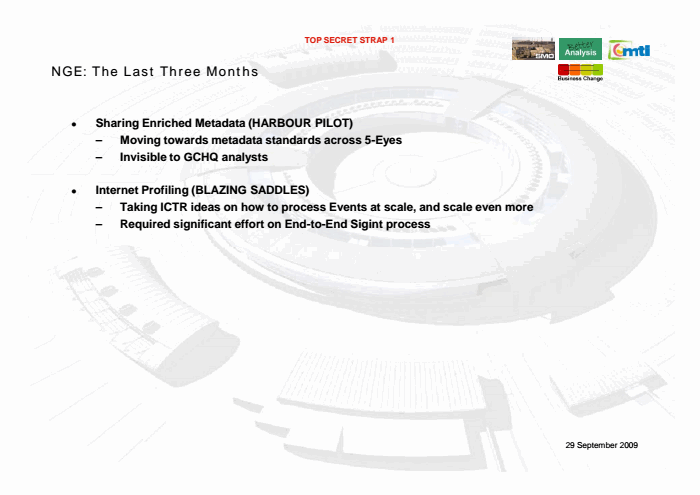 TOP SECRET STRAP 1
SMO
Better
Analysis
mtl
Business Change
NGE: The Last Three Months
• Sharing Enriched Metadata (HARBOUR PILOT)
– Moving towards metadata standards across 5-Eyes
– Invisible to GCHQ analysts
• Internet Profiling (BLAZING SADDLES)
– Taking ICTR ideas on how to process Events at scale, and scale even more
– Required significant effort on End-to-End Sigint process
29 September 2009